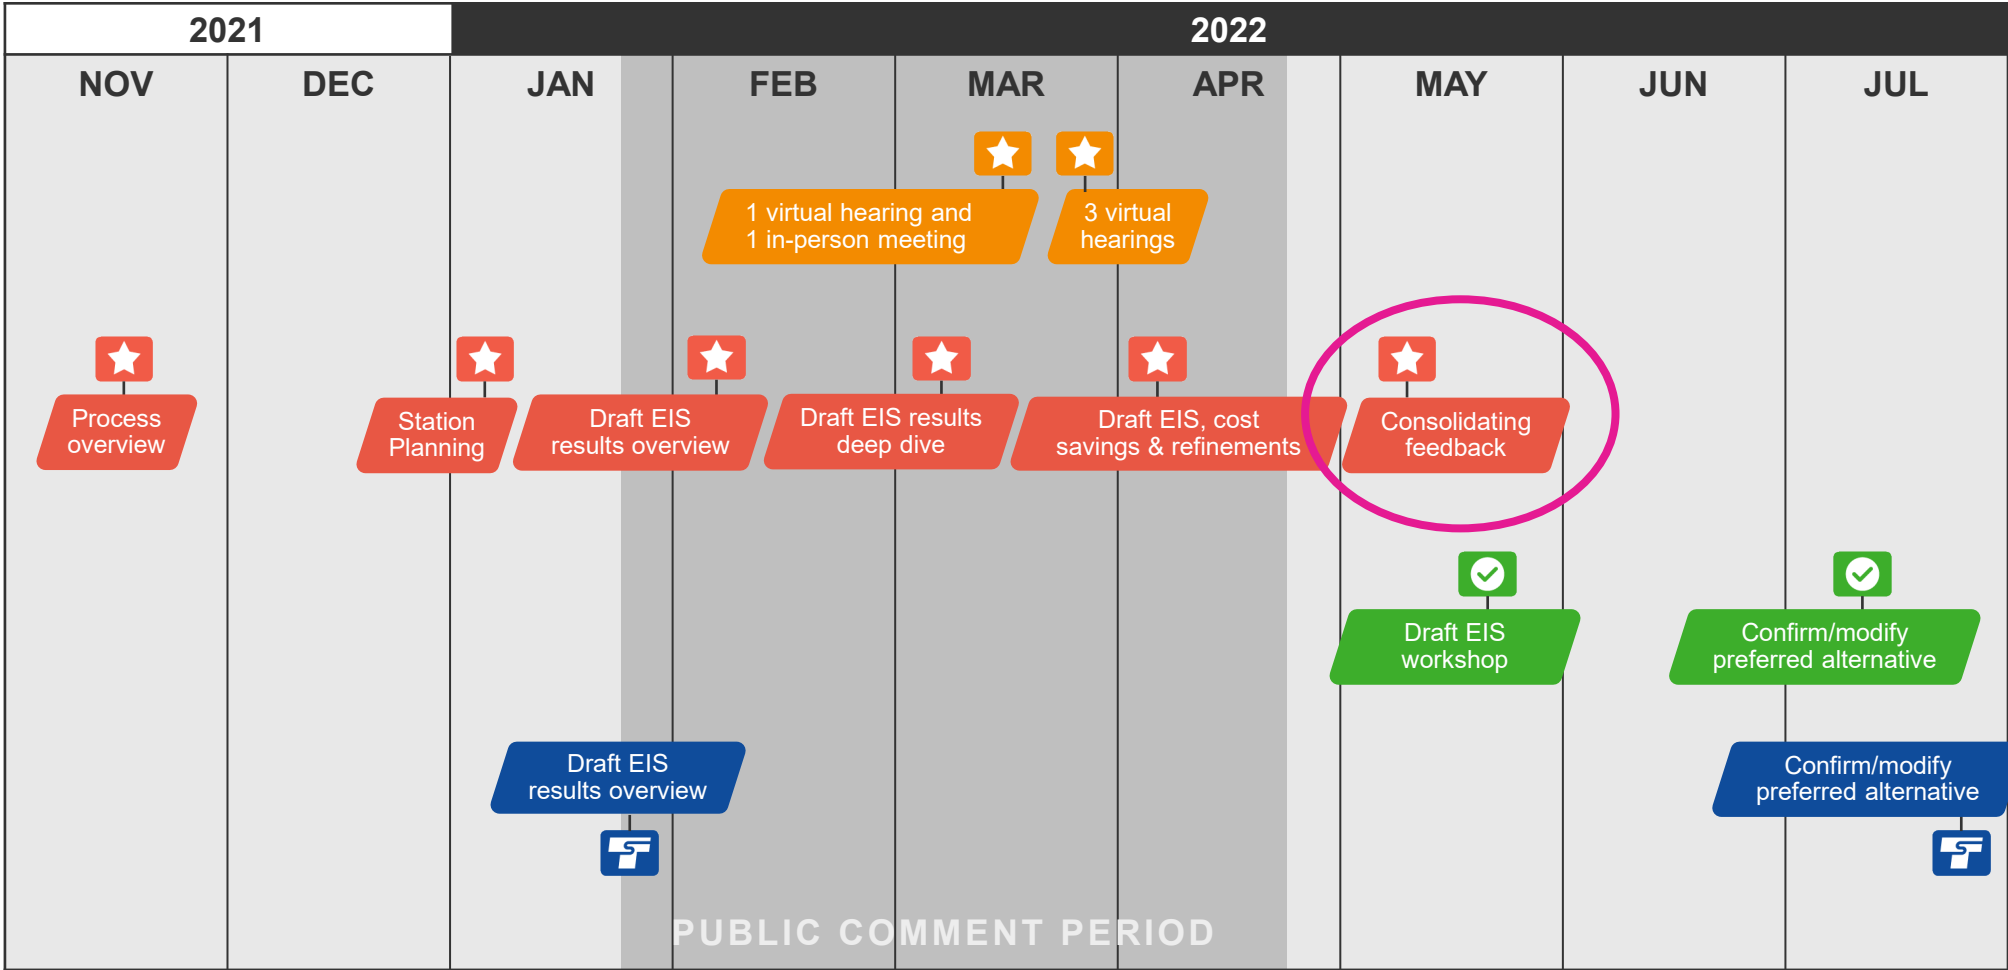 2021
2022
NOV
DEC
JAN
FEB
MAR
APR
MAY
JUN
JUL
1 virtual hearing and
1 in-person meeting
3 virtual
hearings
Process
overview
Station
Planning
Draft EIS
results overview
Draft EIS results
deep dive
Draft EIS, cost
savings & refinements
Consolidating
feedback
Draft EIS
workshop
Confirm/modify
preferred alternative
Draft EIS
results overview
Confirm/modify
preferred alternative
PUBLIC COMMENT PERIOD